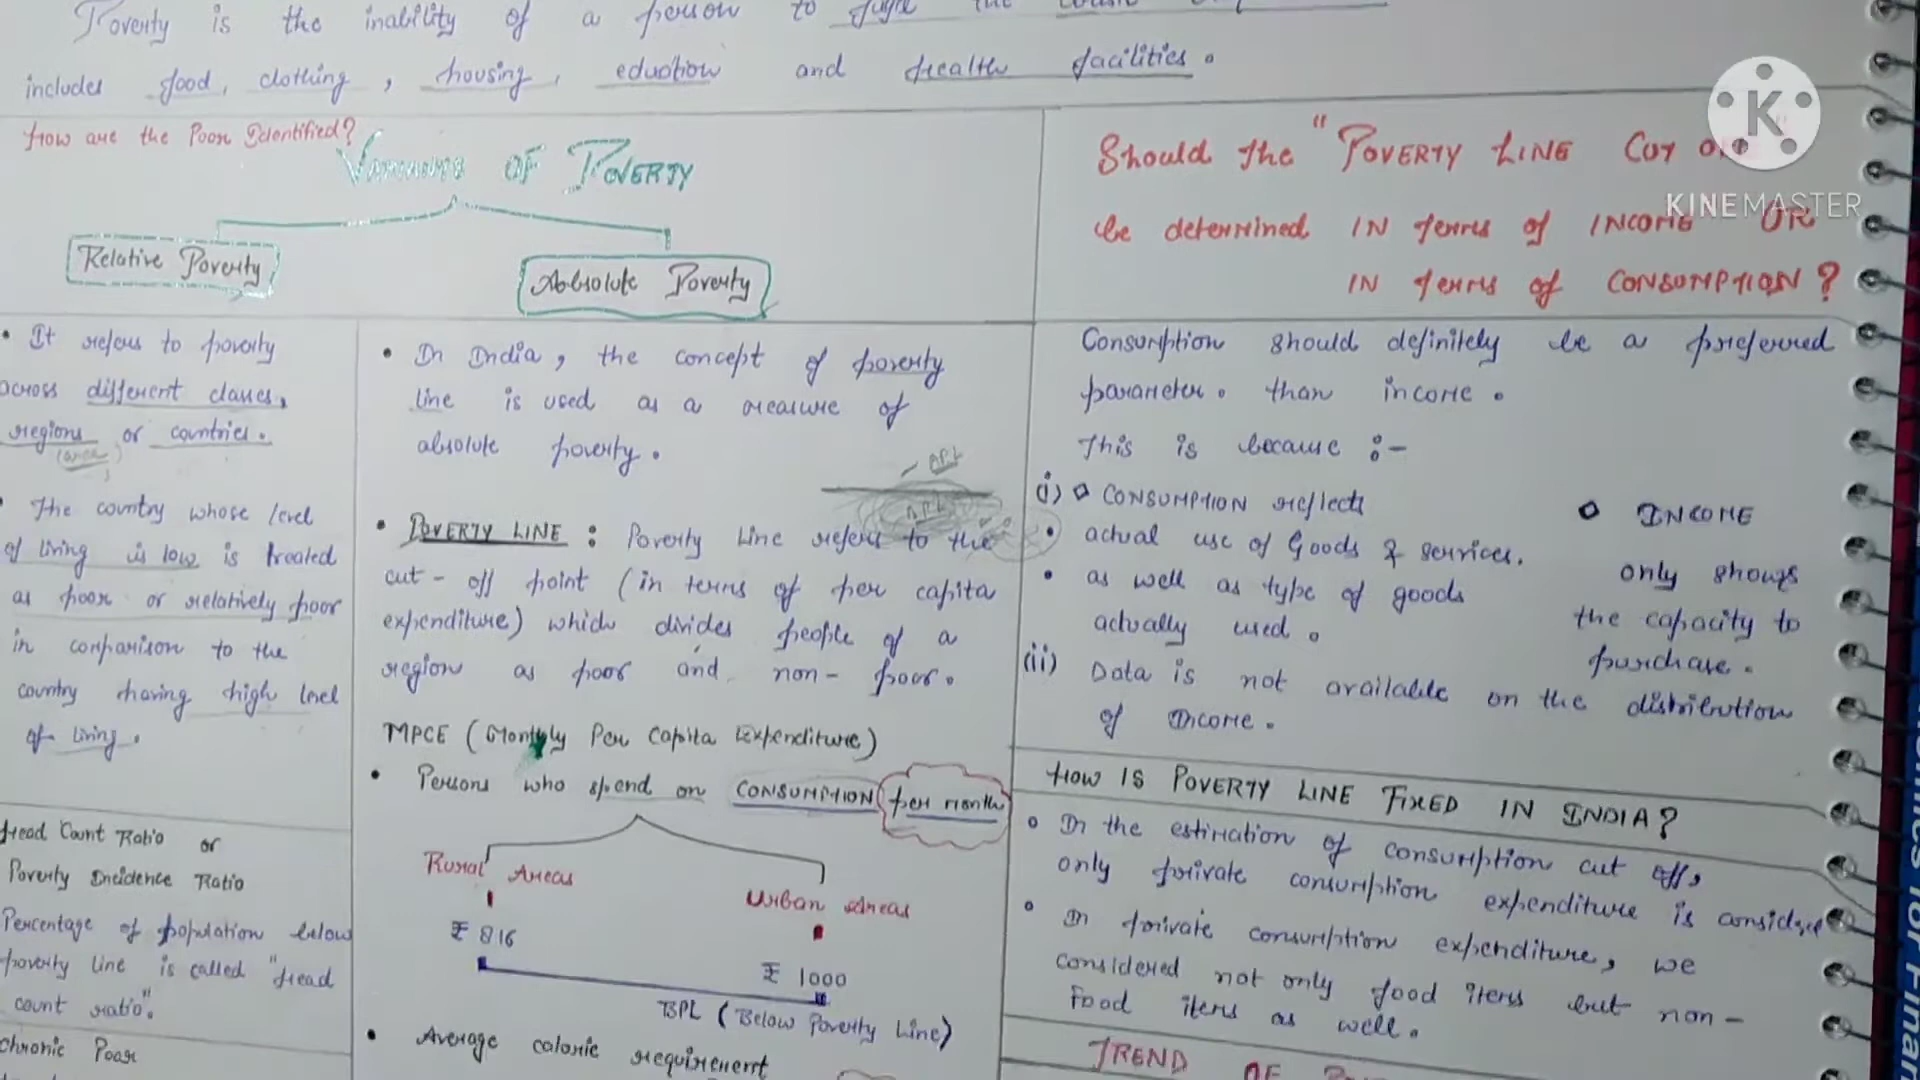 Poverty is the inability of a person to
includes food, clothing, housing, eduction and health facilities.
How are the Poor Identified?
OF POVERTY
Relative Poverty
Absolute Poverty
• It refers to poverty
across different classes,
regions or countries.
(area)
• The country whose level
of living is low is treated
as poor or relatively poor
in comparison to the
country having high level
of living.
Head Count Ratio or
Poverty Incidence Ratio
Percentage of population below
poverty line is called "Head
count ratio".
Chronic Poor
• In India, the concept of poverty
line is used as a measure of
absolute poverty.
APL
BPL
• POVERTY LINE : Poverty Line refers to the
cut-off point (in terms of per capita
expenditure) which divides people of a
region as poor and non-poor.
MPCE (Monthly Per Capita Expenditure)
• Persons who spend on CONSUMPTION per month
Rural Areas
Urban Areas
₹ 816
₹ 1000
BPL (Below Poverty Line)
• Average calorie requirement
Should the "POVERTY LINE CUT
be determined IN terms of INCOME OR
IN terms of CONSUMPTION?
Consumption should definitely be a preferred
parameter. than income.
This is because :-
(i) CONSUMPTION reflects
• actual use of Goods & services.
• as well as type of goods
actually used.
INCOME
only shows
the capacity to
purchase.
(ii) Data is not available on the distribution
of Income.
HOW IS POVERTY LINE FIXED IN INDIA?
• In the estimation of consumption cut off,
only private consumption expenditure is considered
• In private consumption expenditure, we
considered not only food items but non-
Food items as well.
TREND OF
K
KINEMASTER